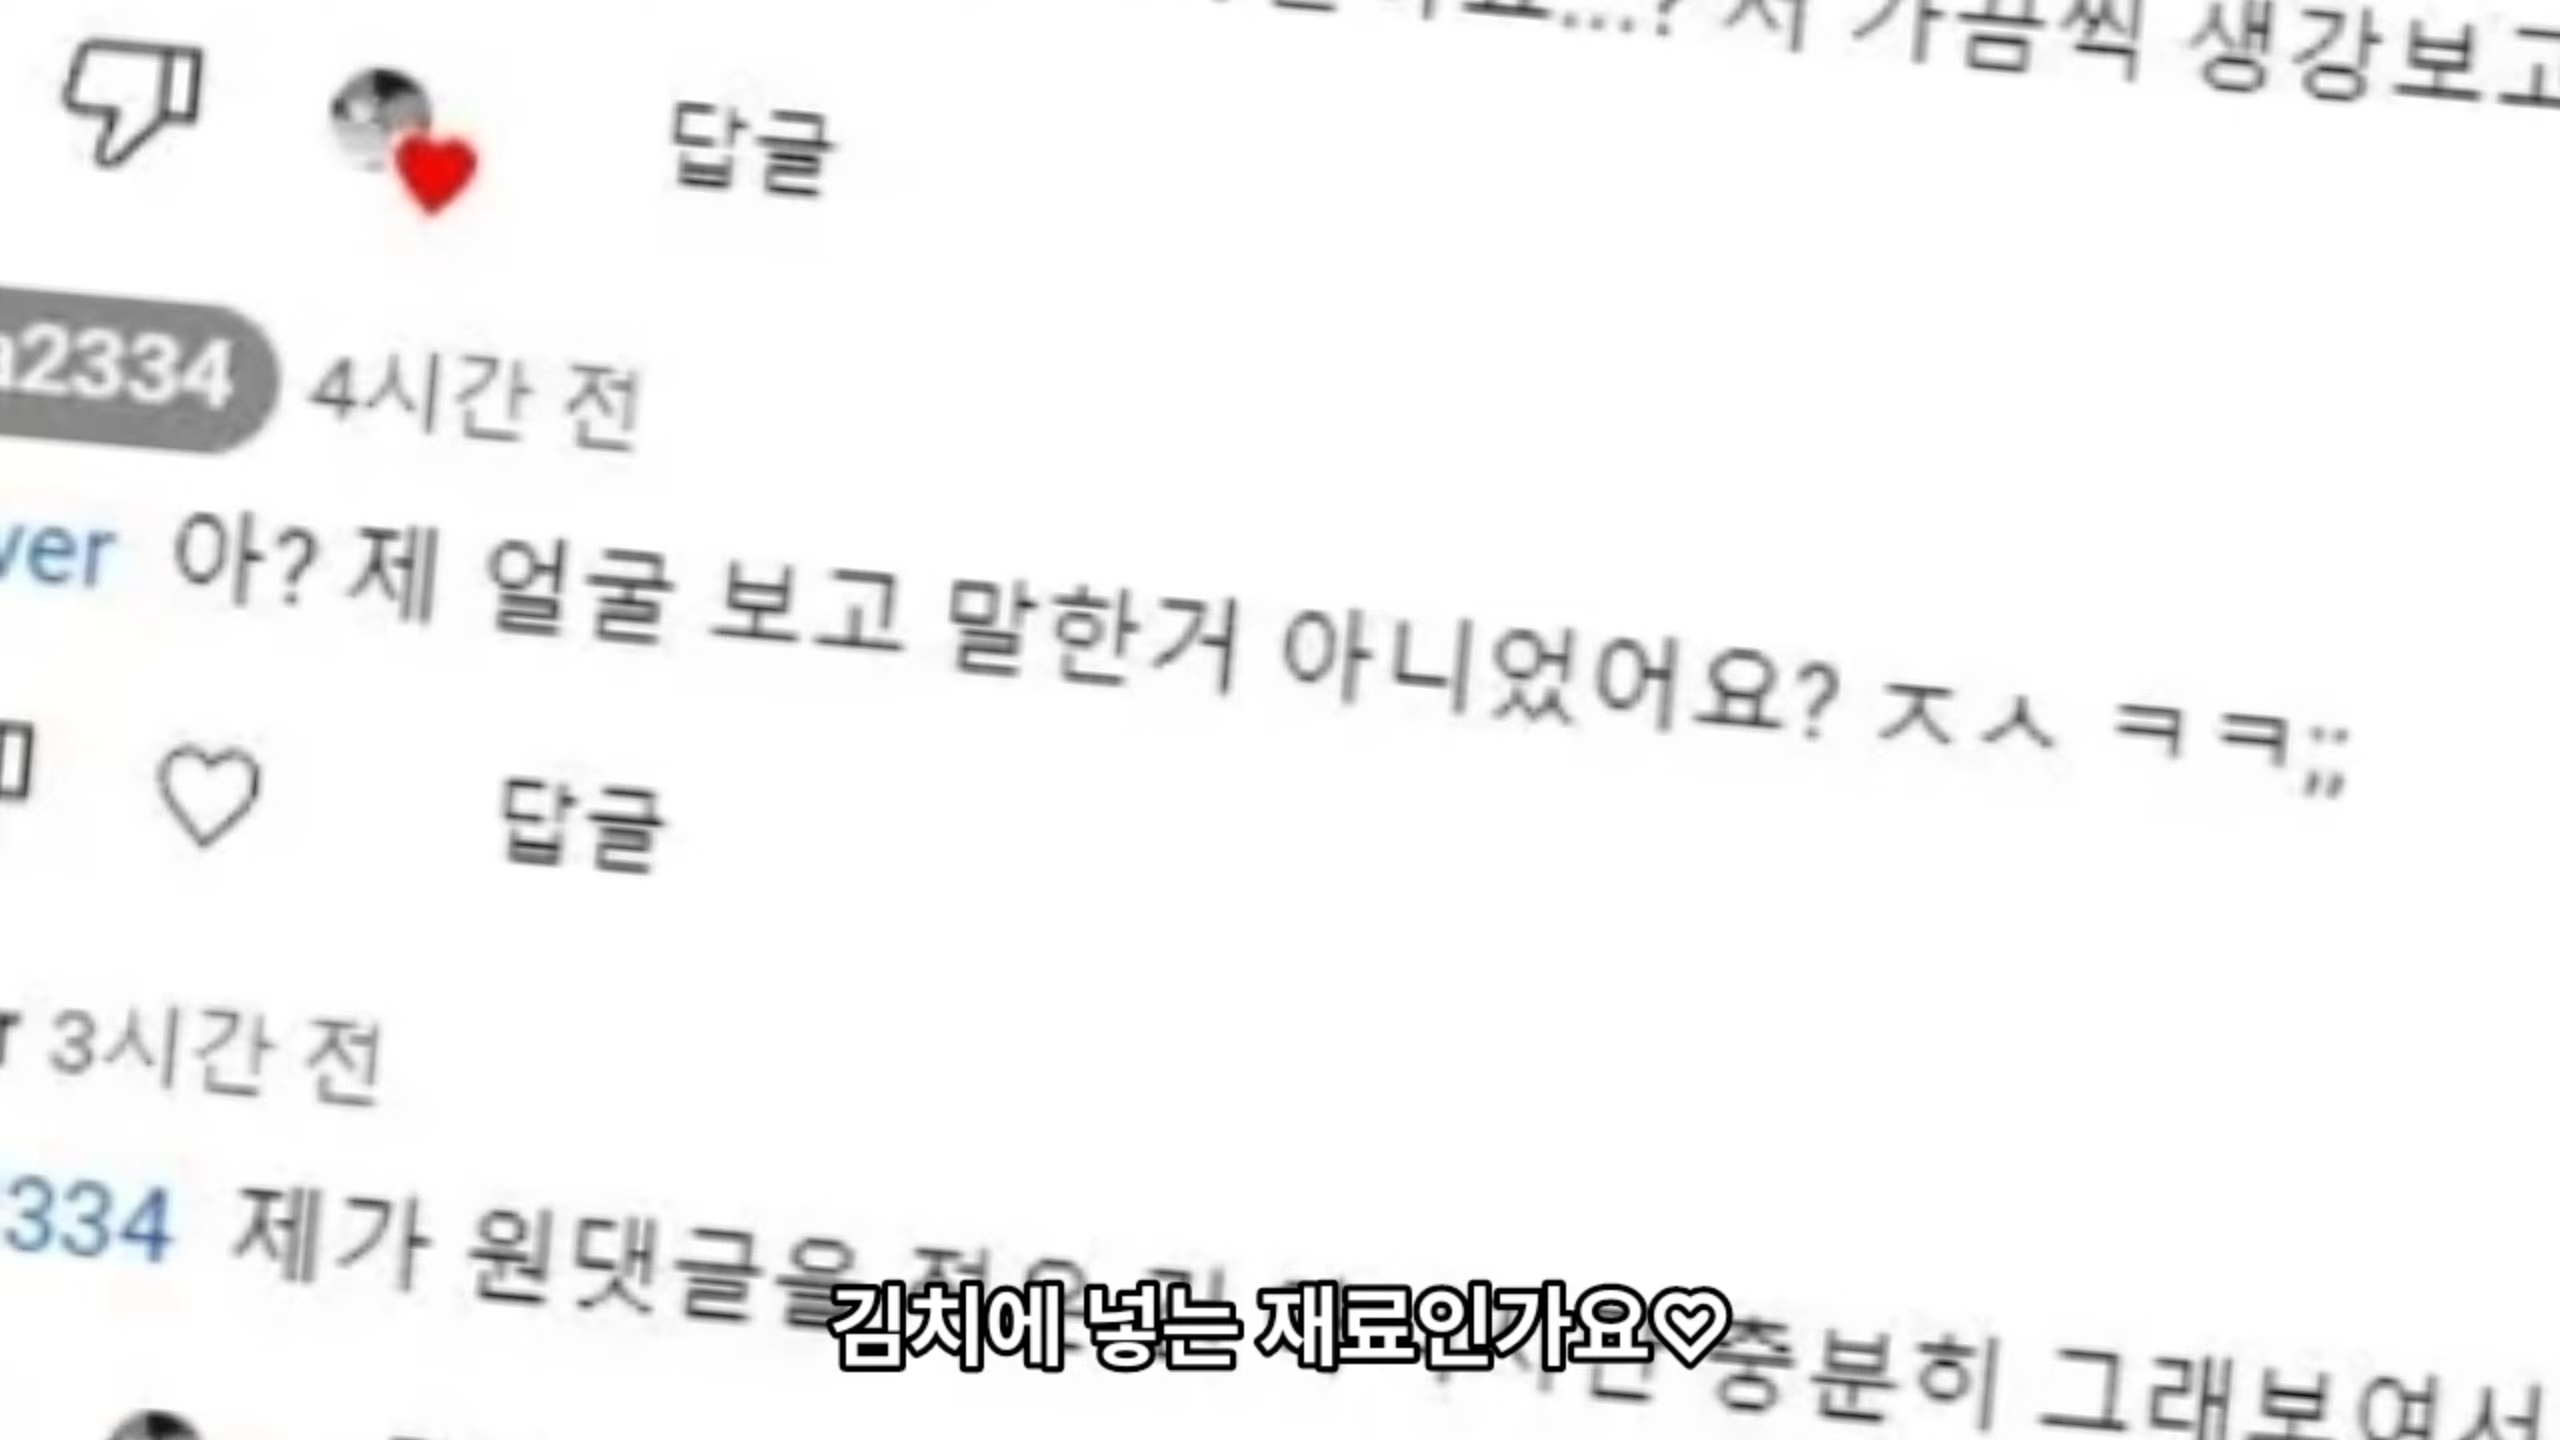 가끔씩 생강보고
답글
a2334 4시간 전
ver 아? 제 얼굴 보고 말한거 아니었어요? ㅈㅅ ㅋㅋ;;
답글
r 3시간 전
334 제가 원댓글을 충분히 그래보여서
김치에 넣는 재료인가요♡